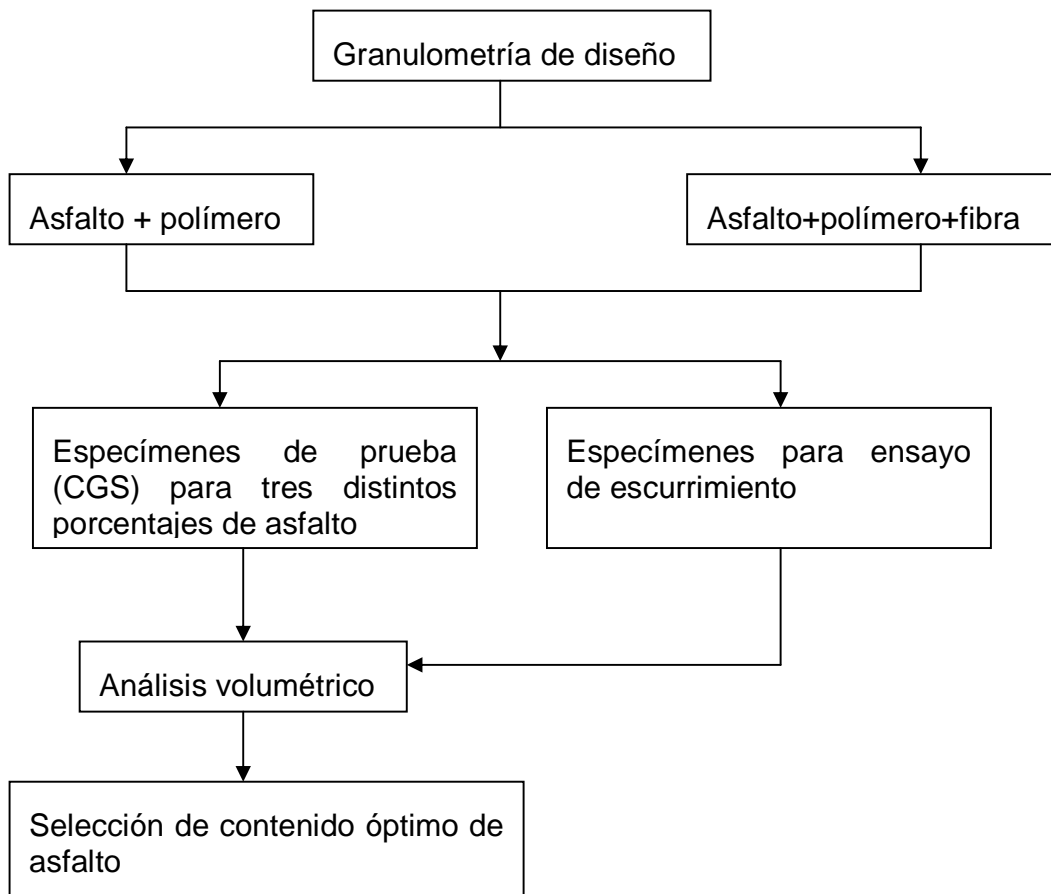 Granulometría de diseño
Asfalto + polímero
Asfalto+polímero+fibra
Especímenes de prueba
(CGS) para tres distintos
porcentajes de asfalto
Especímenes para ensayo
de escurrimiento
Análisis volumétrico
Selección de contenido óptimo de
asfalto